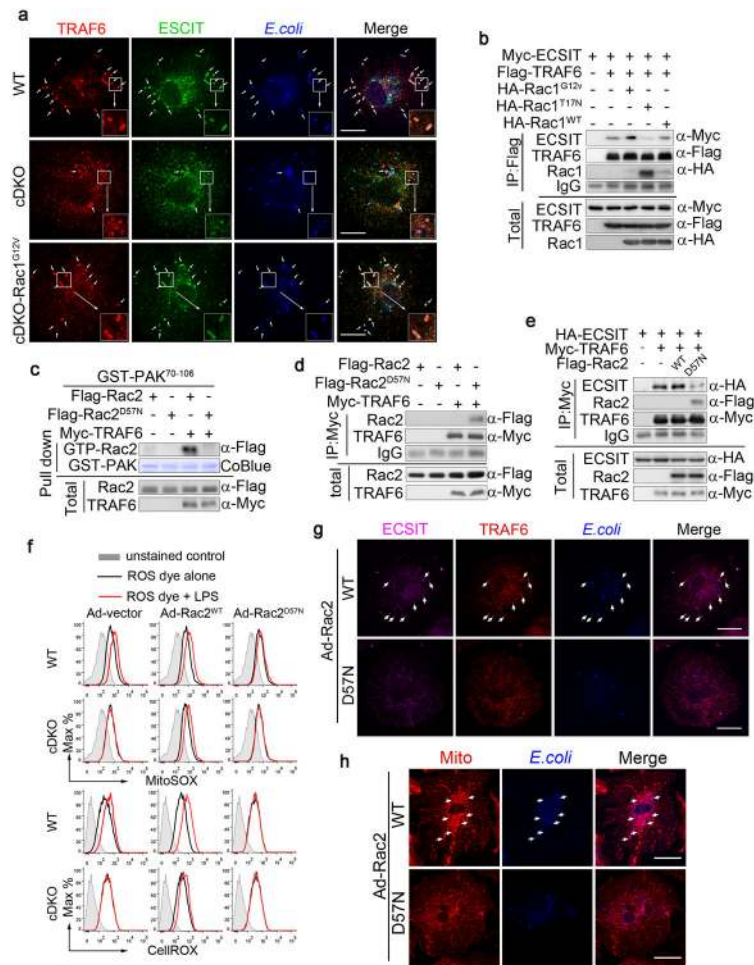 a
TRAF6 ESCIT E.coli Merge
WT
cDKO
cDKO-Rac1G12V
b
Myc-ECSIT + + + + +
Flag-TRAF6 - + + + +
HA-Rac1G12v - - + - -
HA-Rac1T17N - - - + -
HA-Rac1WT - - - - +
IP:Flag
ECSIT α-Myc
TRAF6 α-Flag
Rac1 α-HA
IgG
Total
ECSIT α-Myc
TRAF6 α-Flag
Rac1 α-HA
c
GST-PAK70-106
Flag-Rac2 + - + -
Flag-Rac2D57N - + - +
Myc-TRAF6 - - + +
Pull down
GTP-Rac2 α-Flag
GST-PAK CoBlue
Total
Rac2 α-Flag
TRAF6 α-Myc
d
Flag-Rac2 + - + -
Flag-Rac2D57N - + - +
Myc-TRAF6 - - + +
IP:Myc
Rac2 α-Flag
TRAF6 α-Myc
IgG
total
Rac2 α-Flag
TRAF6 α-Myc
e
HA-ECSIT + + + +
Myc-TRAF6 - + + +
Flag-Rac2 - - WT D57N
IP:Myc
ECSIT α-HA
Rac2 α-Flag
TRAF6 α-Myc
IgG
Total
ECSIT α-HA
Rac2 α-Flag
TRAF6 α-Myc
f
unstained control
ROS dye alone
ROS dye + LPS
Ad-vector Ad-Rac2WT Ad-Rac2D57N
WT
cDKO
Max %
MitoSOX
WT
cDKO
Max %
CellROX
g
ECSIT TRAF6 E.coli Merge
Ad-Rac2
WT
D57N
h
Mito E.coli Merge
Ad-Rac2
WT
D57N